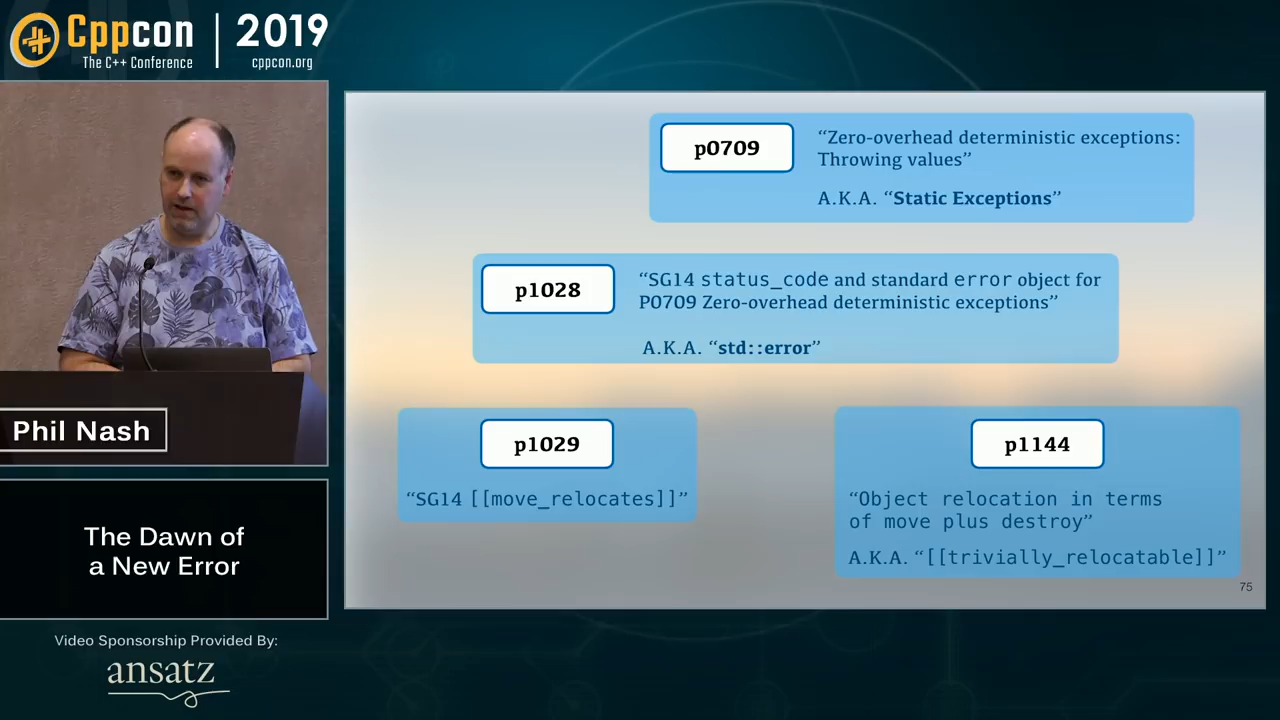 Cppcon
The C++ Conference
2019
cppcon.org
p0709
“Zero-overhead deterministic exceptions:
Throwing values”
A.K.A. “Static Exceptions”
p1028
“SG14 status_code and standard error object for
P0709 Zero-overhead deterministic exceptions”
A.K.A. “std::error”
p1029
“SG14 [[move_relocates]]”
p1144
“Object relocation in terms
of move plus destroy”
A.K.A. “[[trivially_relocatable]]”
75
Phil Nash
The Dawn of
a New Error
Video Sponsorship Provided By:
ansatz